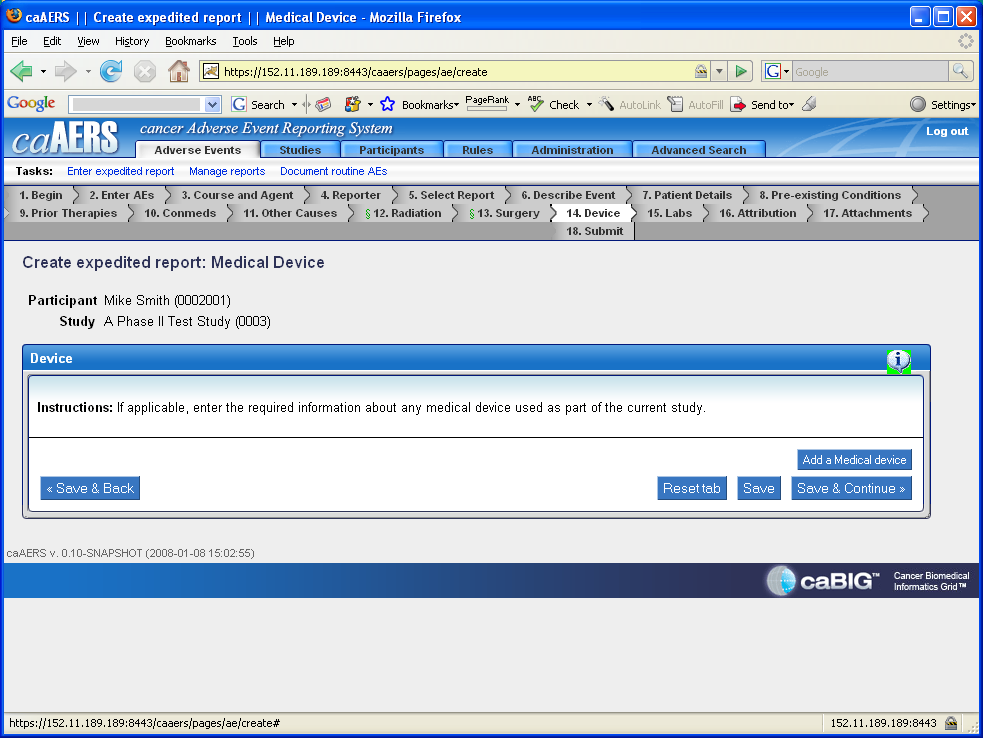 caAERS || Create expedited report || Medical Device - Mozilla Firefox
File Edit View History Bookmarks Tools Help
https://152.11.189.189:8443/caaers/pages/ae/create G Google
Google G Search Bookmarks PageRank ABC Check AutoLink AutoFill Send to Settings
caAERS cancer Adverse Event Reporting System Log out
Adverse Events Studies Participants Rules Administration Advanced Search
Tasks: Enter expedited report Manage reports Document routine AEs
1. Begin 2. Enter AEs 3. Course and Agent 4. Reporter 5. Select Report 6. Describe Event 7. Patient Details 8. Pre-existing Conditions
9. Prior Therapies 10. Conmeds 11. Other Causes § 12. Radiation § 13. Surgery 14. Device 15. Labs 16. Attribution 17. Attachments
18. Submit
Create expedited report: Medical Device
Participant Mike Smith (0002001)
Study A Phase II Test Study (0003)
Device
Instructions: If applicable, enter the required information about any medical device used as part of the current study.
Add a Medical device
« Save & Back Reset tab Save Save & Continue »
caAERS v. 0.10-SNAPSHOT (2008-01-08 15:02:55)
caBIG™ Cancer Biomedical
Informatics Grid™
https://152.11.189.189:8443/caaers/pages/ae/create# 152.11.189.189:8443